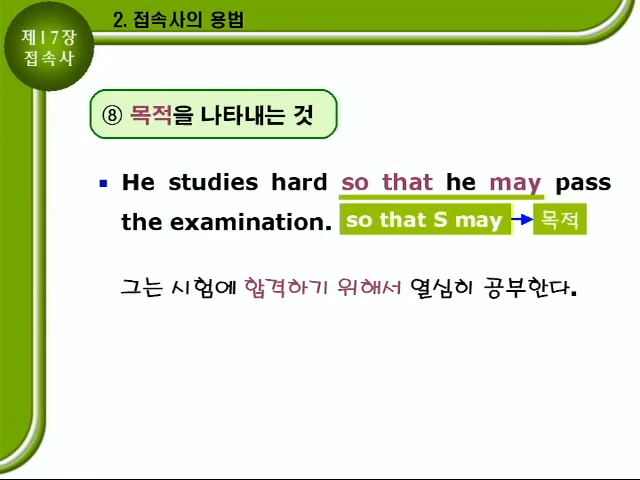 2. 접속사의 용법
제17장
접속사
⑧ 목적을 나타내는 것
He studies hard so that he may pass
the examination. so that S may 목적
그는 시험에 합격하기 위해서 열심히 공부한다.